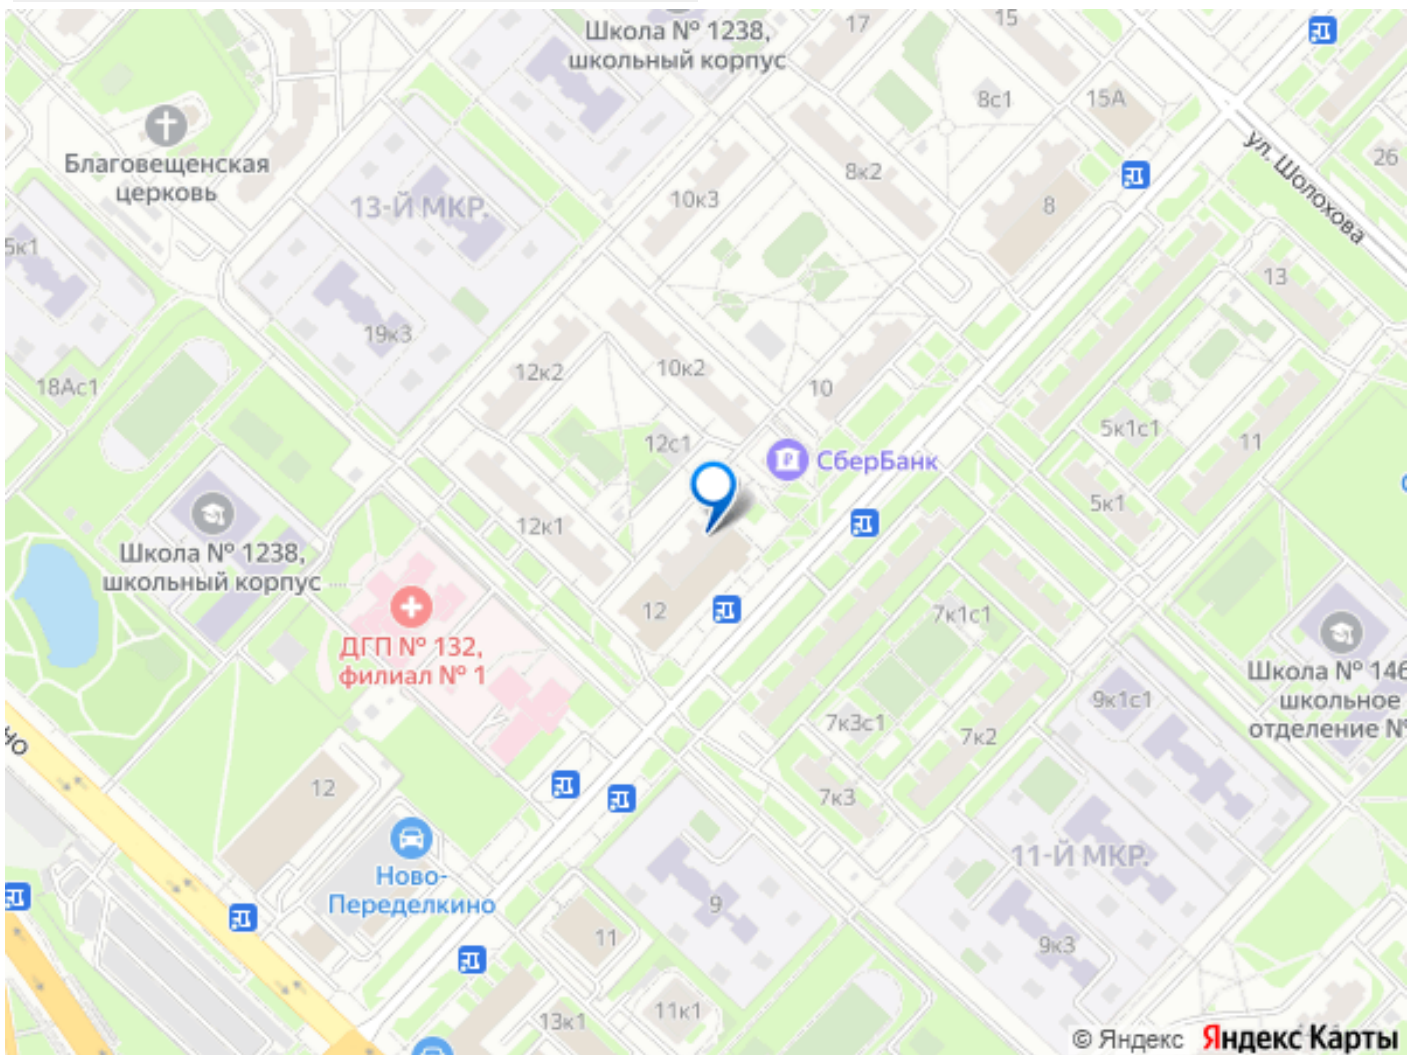 Школа № 1238,
школьный корпус
17
15
8с1
15А
ул. Шолохова
26
Благовещенская
церковь
13-Й МКР.
10к3
8к2
8
5к1
13
19к3
12к2
10к2
10
18Ас1
12с1
СберБанк
5к1с1
11
5к1
12к1
Школа № 1238,
школьный корпус
12
ДГП № 132,
филиал № 1
7к1с1
Школа № 146
школьное
отделение №
9к1с1
7к3с1
7к2
но
12
7к3
11-Й МКР.
Ново-
Переделкино
9
11
9к3
11к1
13к1
© Яндекс Яндекс Карты